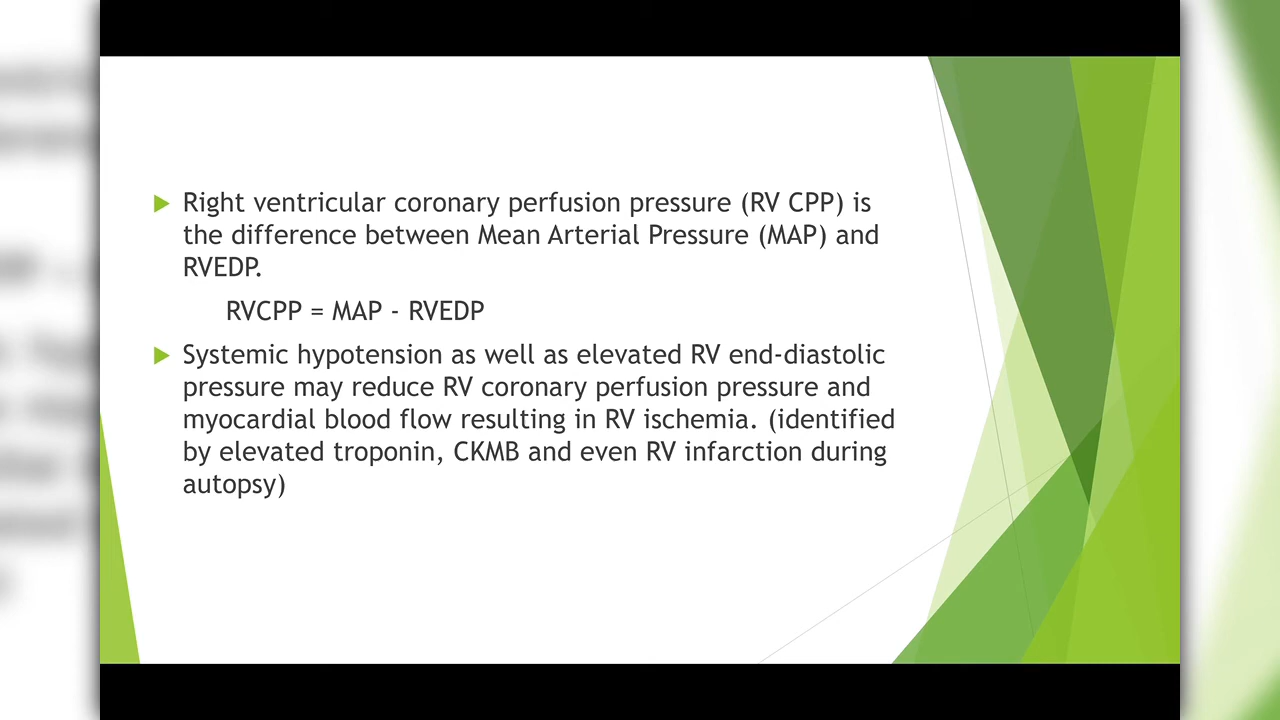 Right ventricular coronary perfusion pressure (RV CPP) is
the difference between Mean Arterial Pressure (MAP) and
RVEDP.
RVCPP = MAP - RVEDP
Systemic hypotension as well as elevated RV end-diastolic
pressure may reduce RV coronary perfusion pressure and
myocardial blood flow resulting in RV ischemia. (identified
by elevated troponin, CKMB and even RV infarction during
autopsy)